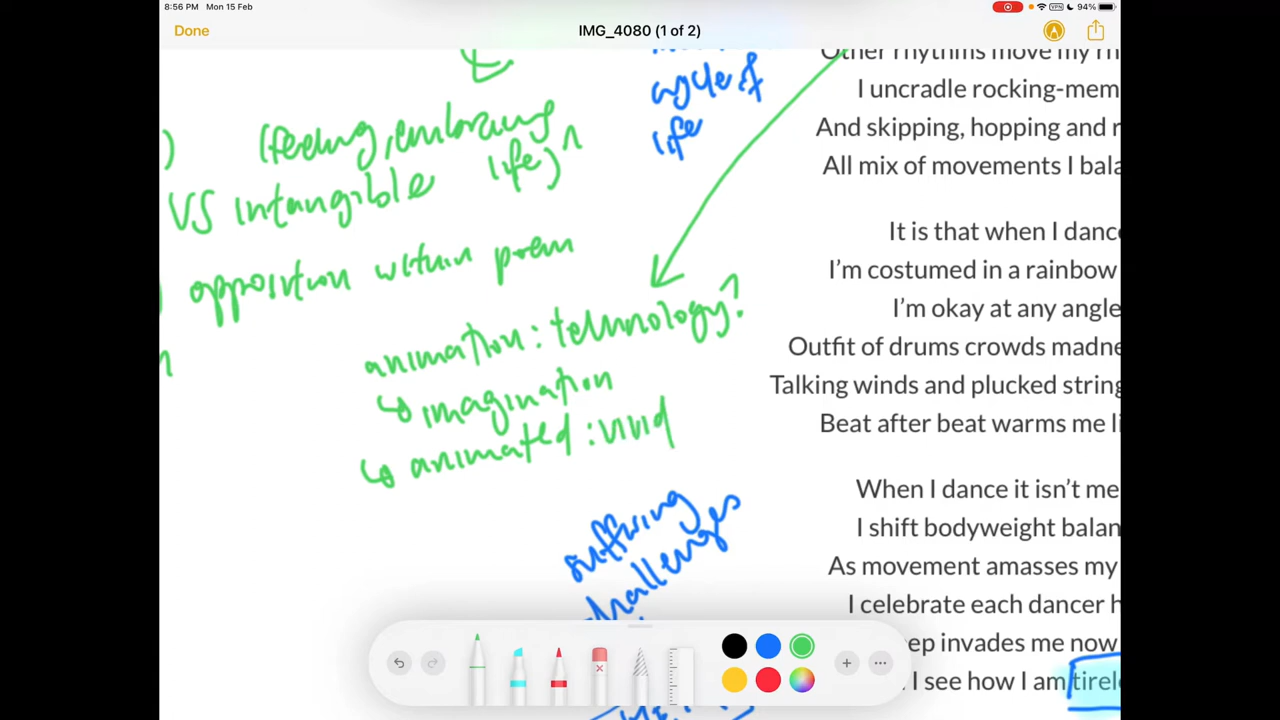 8:56 PM Mon 15 Feb
VPN 94%
Done
IMG_4080 (1 of 2)
Other rhythms move my
angle of
life
I uncradle rocking-mem
And skipping, hopping and r
All mix of movements I bala
) (feeling, embracing
VS intangible life)
opposition within poem
animation: technology?
↳ imagination
↳ animated: vivid
It is that when I danc
I'm costumed in a rainbow
I'm okay at any angle
Outfit of drums crowds madne
Talking winds and plucked string
Beat after beat warms me li
suffering
challenges
When I dance it isn't me
I shift bodyweight balan
As movement amasses my
I celebrate each dancer h
ep invades me now
I see how I am tirele